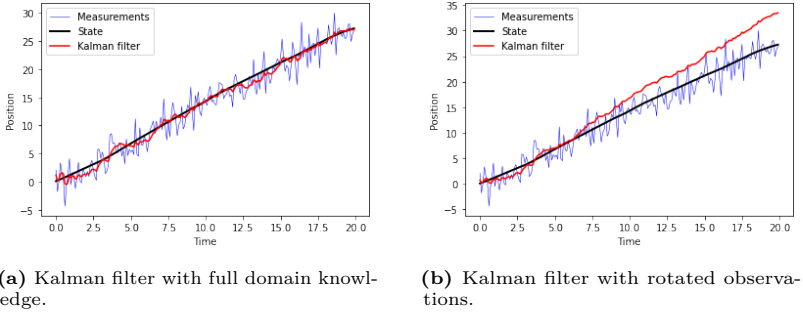 Measurements
State
Kalman filter
30
25
20
15
10
5
0
−5
Position
0.0 2.5 5.0 7.5 10.0 12.5 15.0 17.5 20.0
Time
(a) Kalman filter with full domain knowl-
edge.
Measurements
State
Kalman filter
35
30
25
20
15
10
5
0
−5
Position
0.0 2.5 5.0 7.5 10.0 12.5 15.0 17.5 20.0
Time
(b) Kalman filter with rotated observa-
tions.